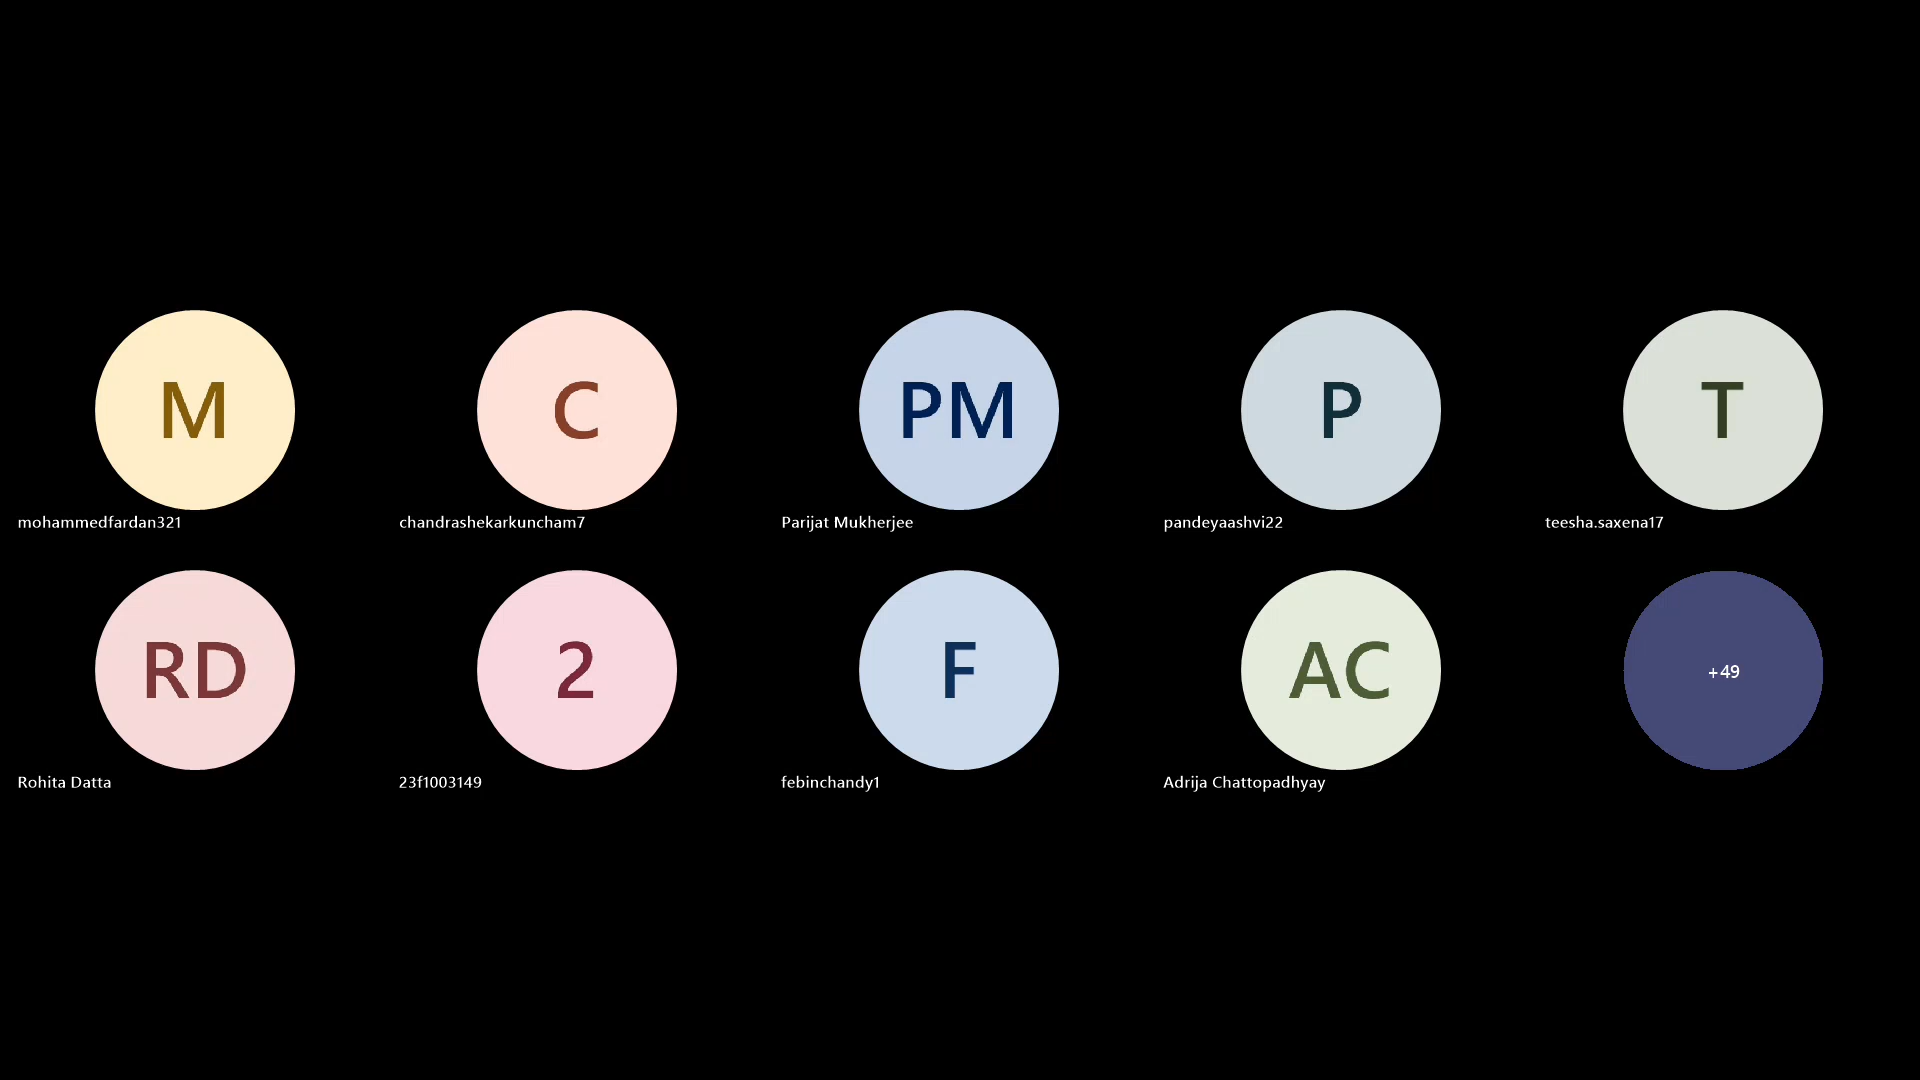 M
C
PM
P
T
mohammedfardan321
chandrashekarkuncham7
Parijat Mukherjee
pandeyaashvi22
teesha.saxena17
RD
2
F
AC
+49
Rohita Datta
23f1003149
febinchandy1
Adrija Chattopadhyay